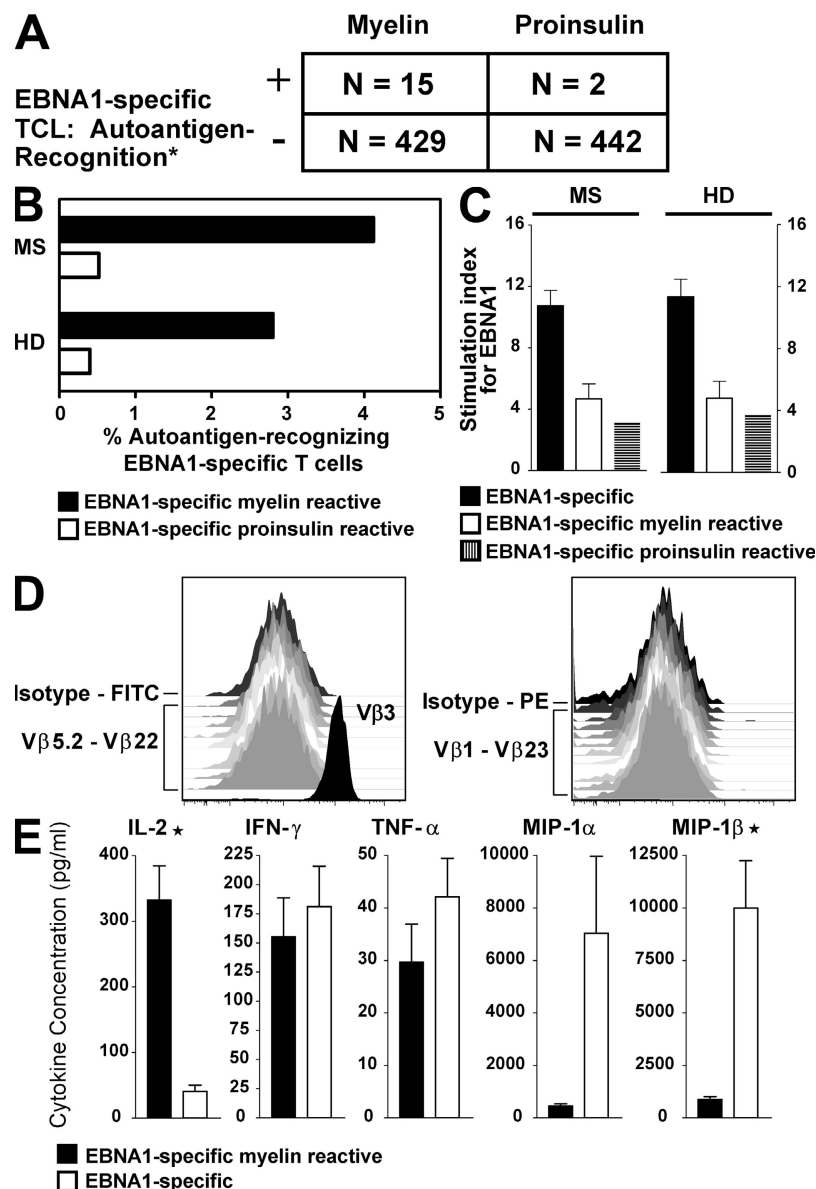 A
Myelin Proinsulin
EBNA1-specific
TCL: Autoantigen-
Recognition*
+ N = 15 N = 2
- N = 429 N = 442
B
MS
HD
0 1 2 3 4 5
% Autoantigen-recognizing
EBNA1-specific T cells
EBNA1-specific myelin reactive
EBNA1-specific proinsulin reactive
C
MS HD
Stimulation index
for EBNA1
16 16
12 12
8 8
4 4
0 0
EBNA1-specific
EBNA1-specific myelin reactive
EBNA1-specific proinsulin reactive
D
Isotype - FITC
Vβ5.2 - Vβ22
Vβ3
Isotype - PE
Vβ1 - Vβ23
E
Cytokine Concentration (pg/ml)
IL-2 ★
400
300
200
100
0
IFN-γ
225
200
175
150
125
100
75
50
25
0
TNF-α
50
40
30
20
10
0
MIP-1α
10000
8000
6000
4000
2000
0
MIP-1β ★
12500
10000
7500
5000
2500
0
EBNA1-specific myelin reactive
EBNA1-specific